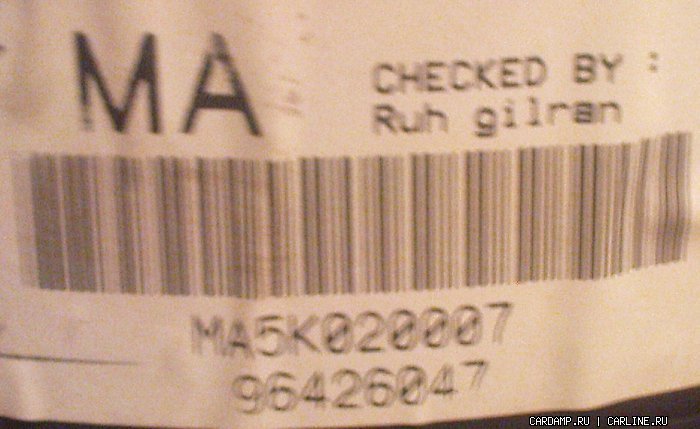 MA
CHECKED BY :
Ruh gilran
MA5K020007
96426047
CARDAMP.RU | CARLINE.RU